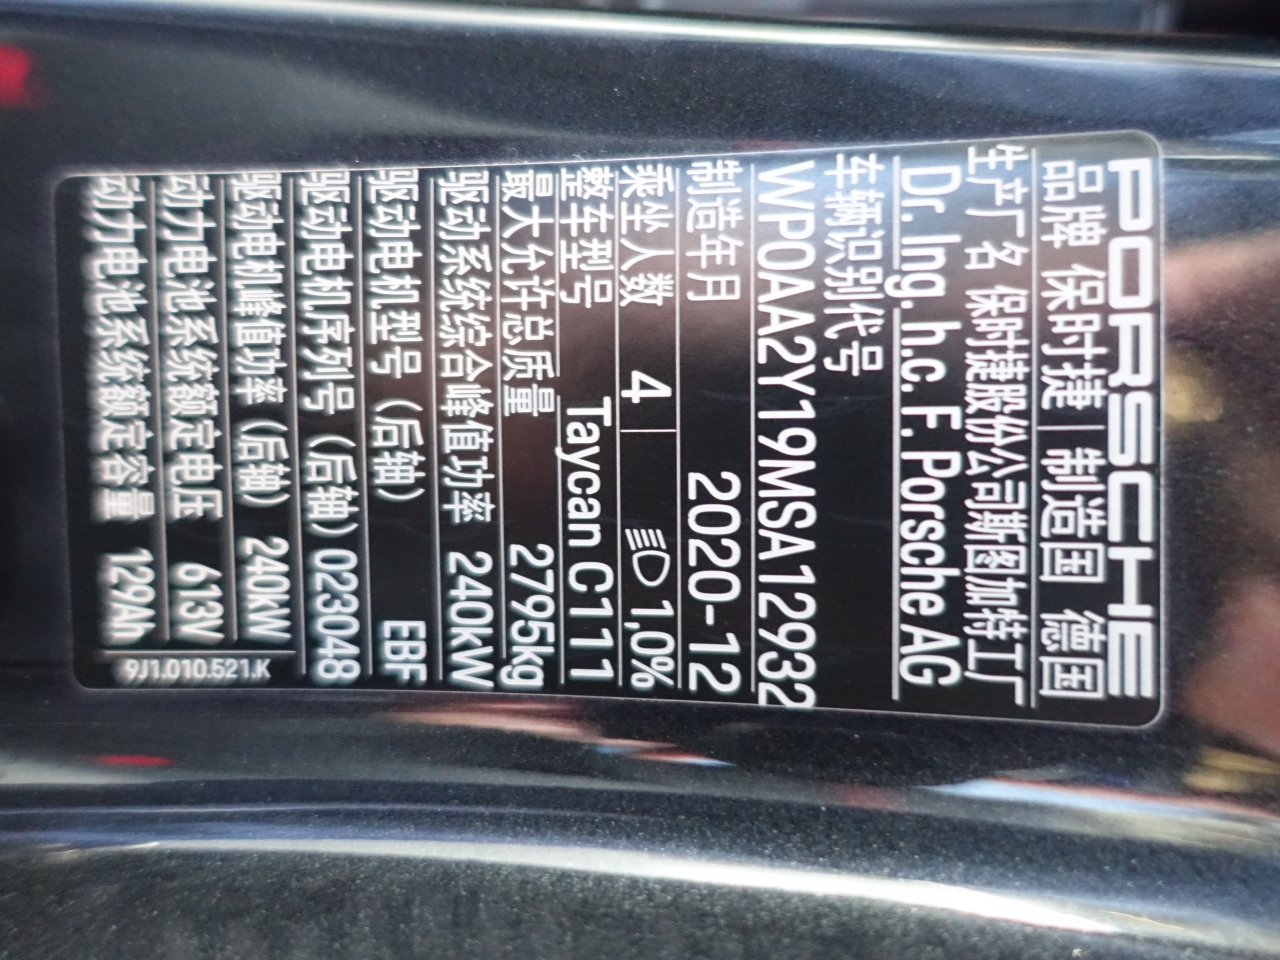 PORSCHE
品牌 保时捷 制造国 德国
生产厂名 保时捷股份公司斯图加特工厂
Dr. Ing. h.c. F. Porsche AG
车辆识别代号
WP0AA2Y19MSA12932
制造年月 2020-12
乘坐人数 4 1,0%
整车型号 Taycan C111
最大允许总质量 2795kg
驱动系统综合峰值功率 240kW
驱动电机型号（后轴） EBF
驱动电机序列号（后轴）023048
驱动电机峰值功率（后轴） 240kW
动力电池系统额定电压 613V
动力电池系统额定容量 129Ah
9J1.010.521.K